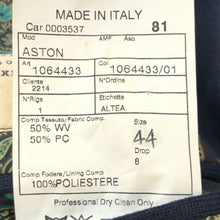 MADE IN ITALY
Car 0003537 Mod AMF Aso 81
ASTON
Art Col
1064433 1064433/01
Cliente N°Ordine
2214
N°Riga Etichetta
1 ALTEA
Comp Tessuto/Fabric Comp. Size
50% WV 44
50% PC Drop
8
Comp Fodere/Lining Comp
100%POLIESTERE
Professional Dry Clean Only